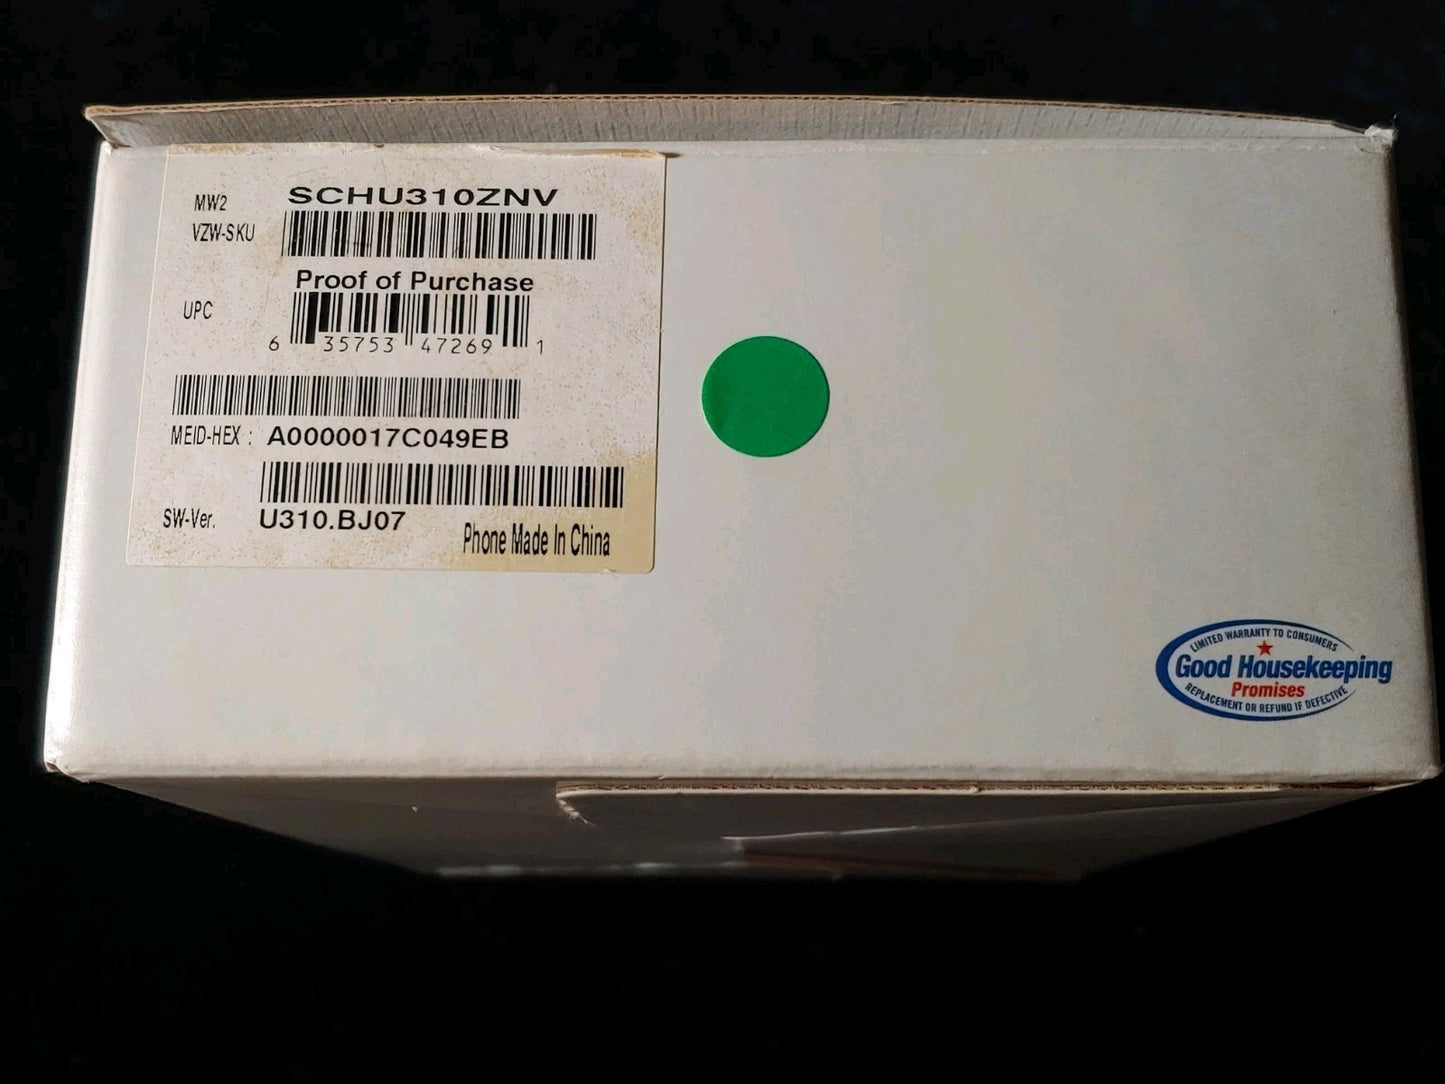 MW2 SCHU310ZNV
VZW-SKU
Proof of Purchase
UPC
6 35753 47269 1
MEID-HEX : A0000017C049EB
SW-Ver. U310.BJ07
Phone Made In China
LIMITED WARRANTY TO CONSUMERS
Good Housekeeping
Promises
REPLACEMENT OR REFUND IF DEFECTIVE